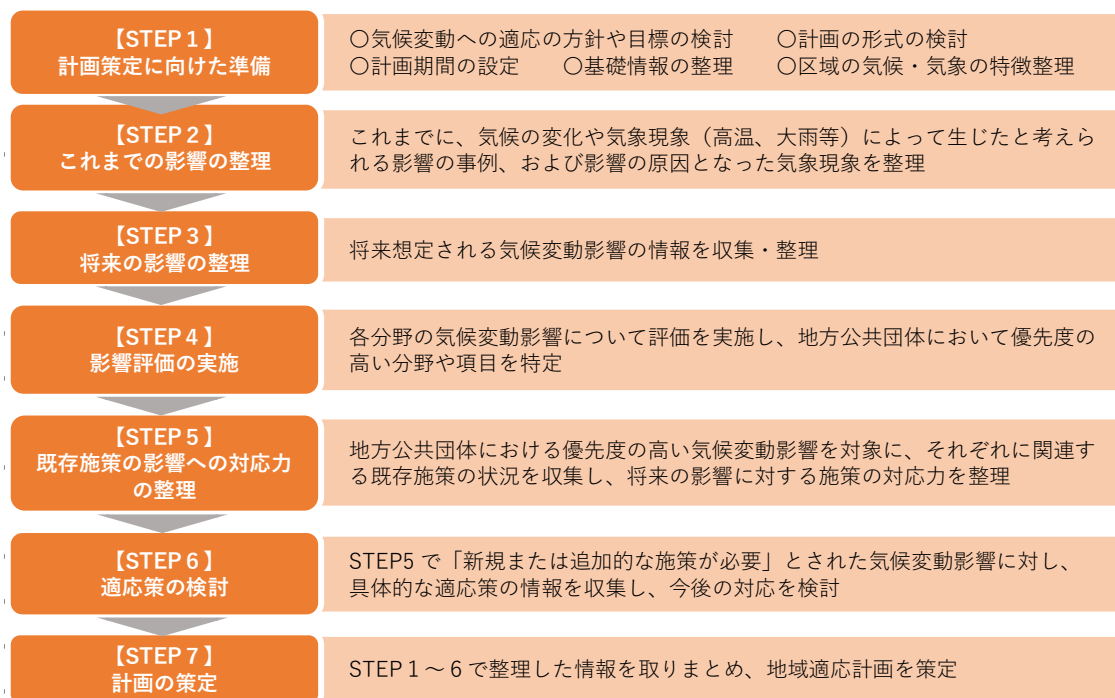 【STEP１】
計画策定に向けた準備
〇気候変動への適応の方針や目標の検討　　〇計画の形式の検討
〇計画期間の設定　　〇基礎情報の整理　　〇区域の気候・気象の特徴整理
【STEP２】
これまでの影響の整理
これまでに、気候の変化や気象現象（高温、大雨等）によって生じたと考えら
れる影響の事例、および影響の原因となった気象現象を整理
【STEP３】
将来の影響の整理
将来想定される気候変動影響の情報を収集・整理
【STEP４】
影響評価の実施
各分野の気候変動影響について評価を実施し、地方公共団体において優先度の
高い分野や項目を特定
【STEP５】
既存施策の影響への対応力
の整理
地方公共団体における優先度の高い気候変動影響を対象に、それぞれに関連す
る既存施策の状況を収集し、将来の影響に対する施策の対応力を整理
【STEP６】
適応策の検討
STEP5 で「新規または追加的な施策が必要」とされた気候変動影響に対し、
具体的な適応策の情報を収集し、今後の対応を検討
【STEP７】
計画の策定
STEP１～６で整理した情報を取りまとめ、地域適応計画を策定